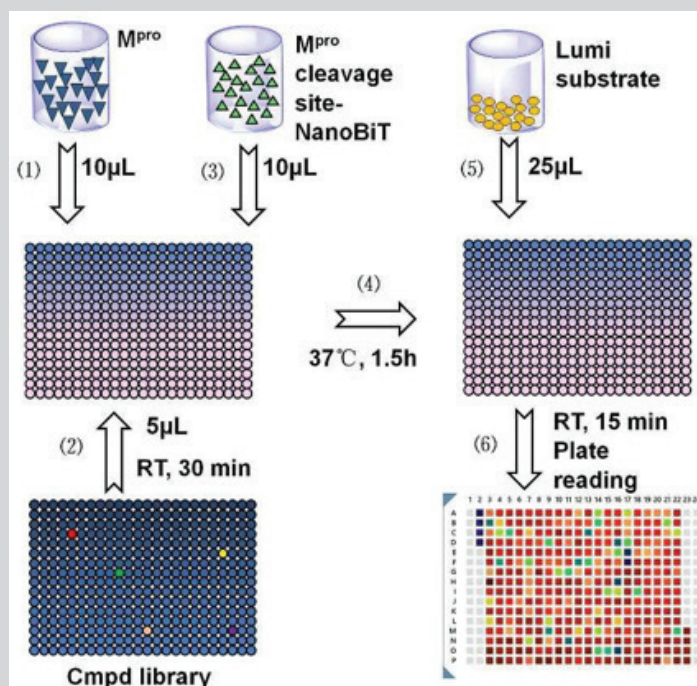 Mpro
Mpro
cleavage
site-
NanoBiT
Lumi
substrate
(1)
10μL
(3)
10μL
(5)
25μL
(4)
37℃, 1.5h
(2)
5μL
RT, 30 min
Cmpd library
(6)
RT, 15 min
Plate
reading
1 2 3 4 5 6 7 8 9 10 11 12 13 14 15 16 17 18 19 20 21 22 23
A
B
C
D
E
F
G
H
I
J
K
L
M
N
O
P